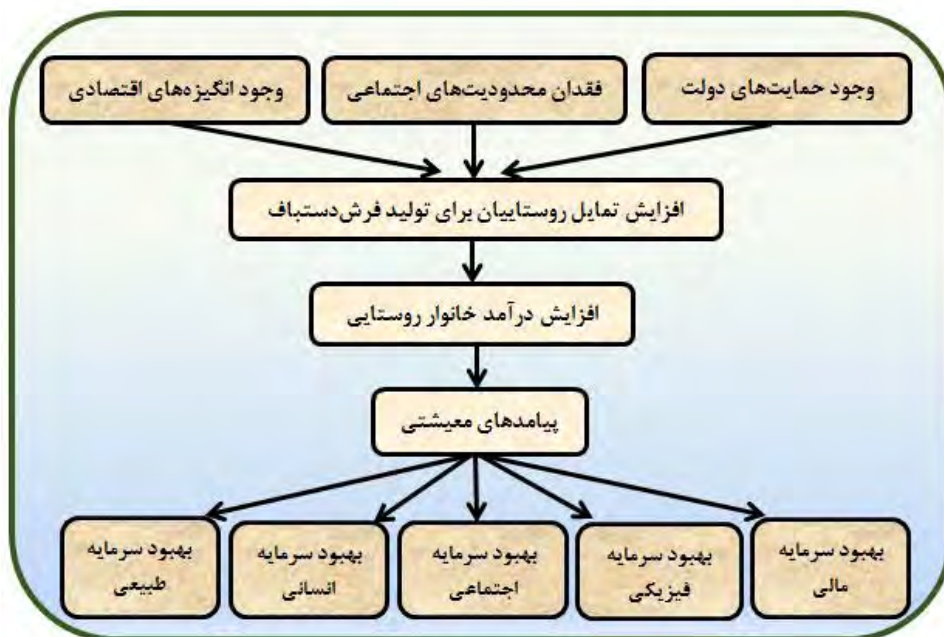 وجود حمایت‌های دولت
فقدان محدودیت‌های اجتماعی
وجود انگیزه‌های اقتصادی
افزایش تمایل روستاییان برای تولید فرش‌دستباف
افزایش درآمد خانوار روستایی
پیامدهای معیشتی
بهبود سرمایه
مالی
بهبود سرمایه
فیزیکی
بهبود سرمایه
اجتماعی
بهبود سرمایه
انسانی
بهبود سرمایه
طبیعی